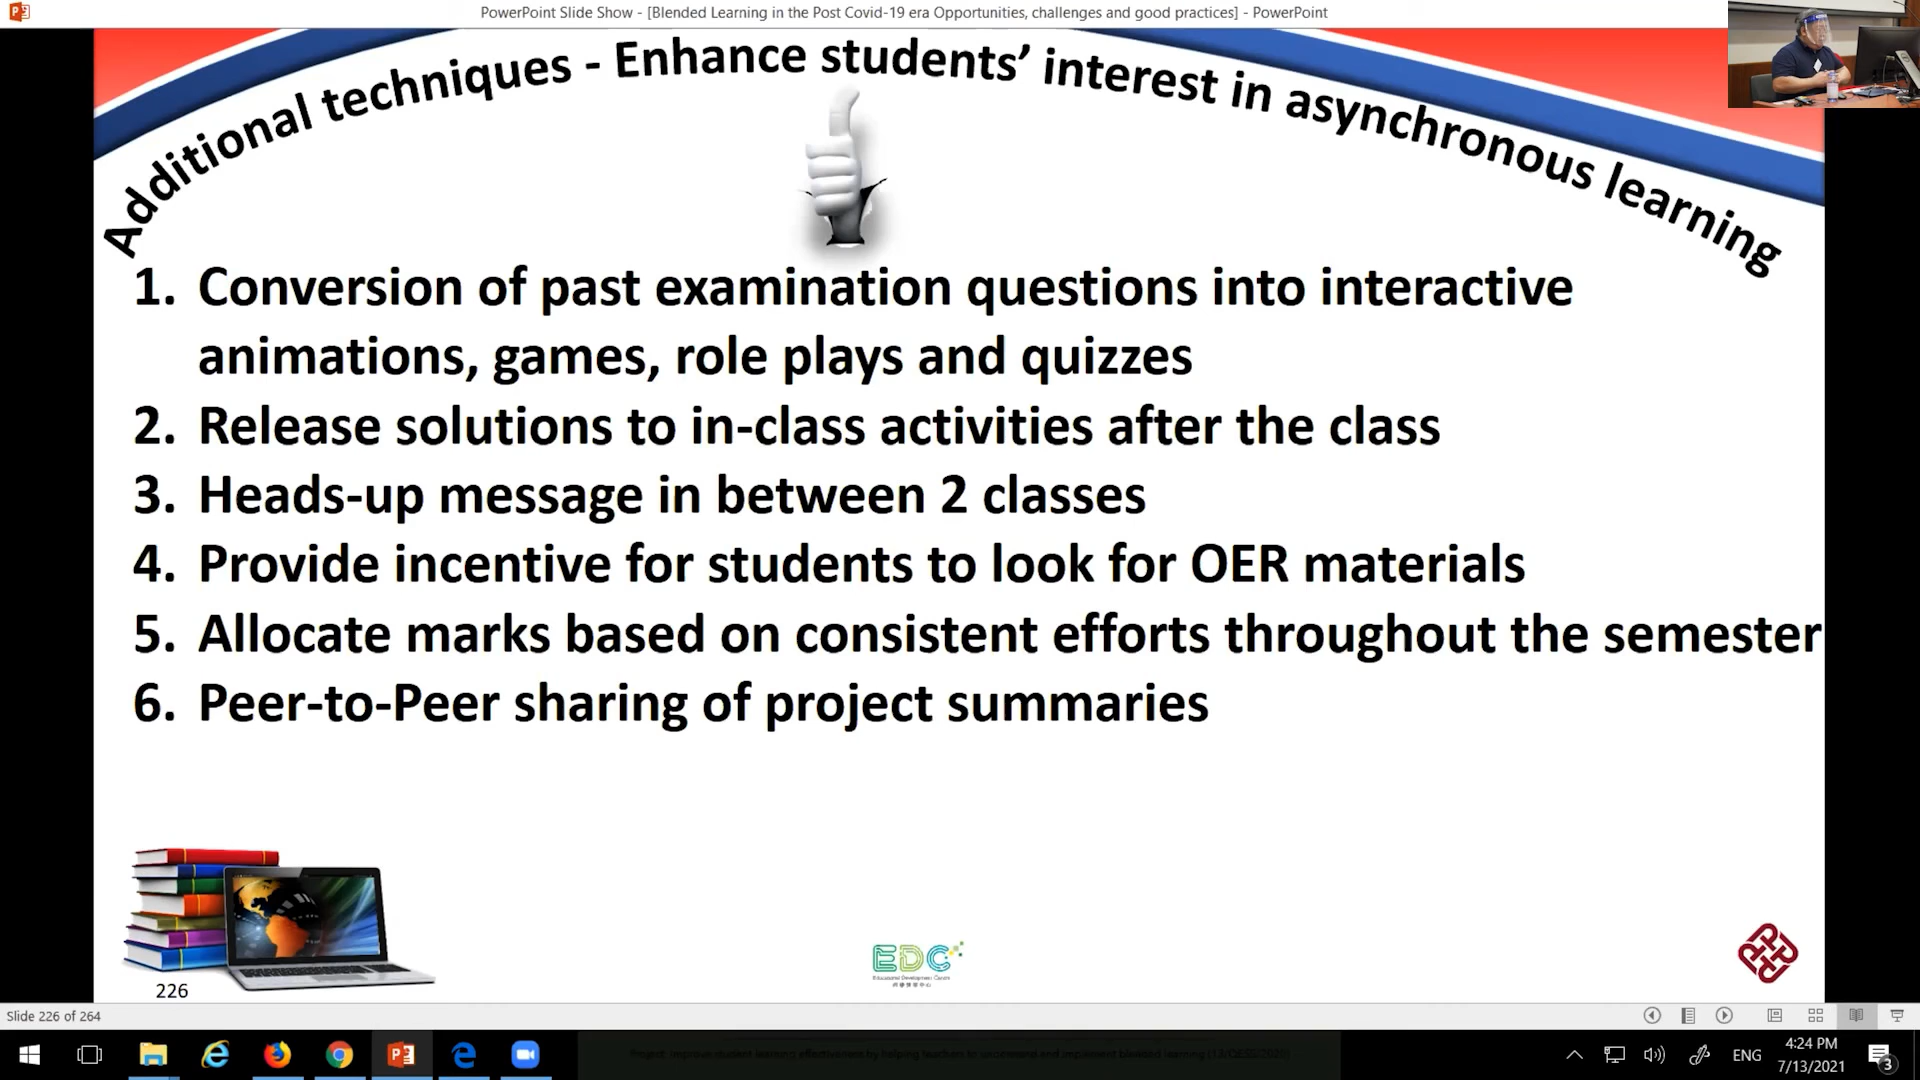 PowerPoint Slide Show - [Blended Learning in the Post Covid-19 era Opportunities, challenges and good practices] - PowerPoint
Additional techniques - Enhance students’ interest in asynchronous learning
1. Conversion of past examination questions into interactive
animations, games, role plays and quizzes
2. Release solutions to in-class activities after the class
3. Heads-up message in between 2 classes
4. Provide incentive for students to look for OER materials
5. Allocate marks based on consistent efforts throughout the semester
6. Peer-to-Peer sharing of project summaries
EDC
Educational Development Centre
226
Slide 226 of 264
ENG
4:24 PM
7/13/2021
3